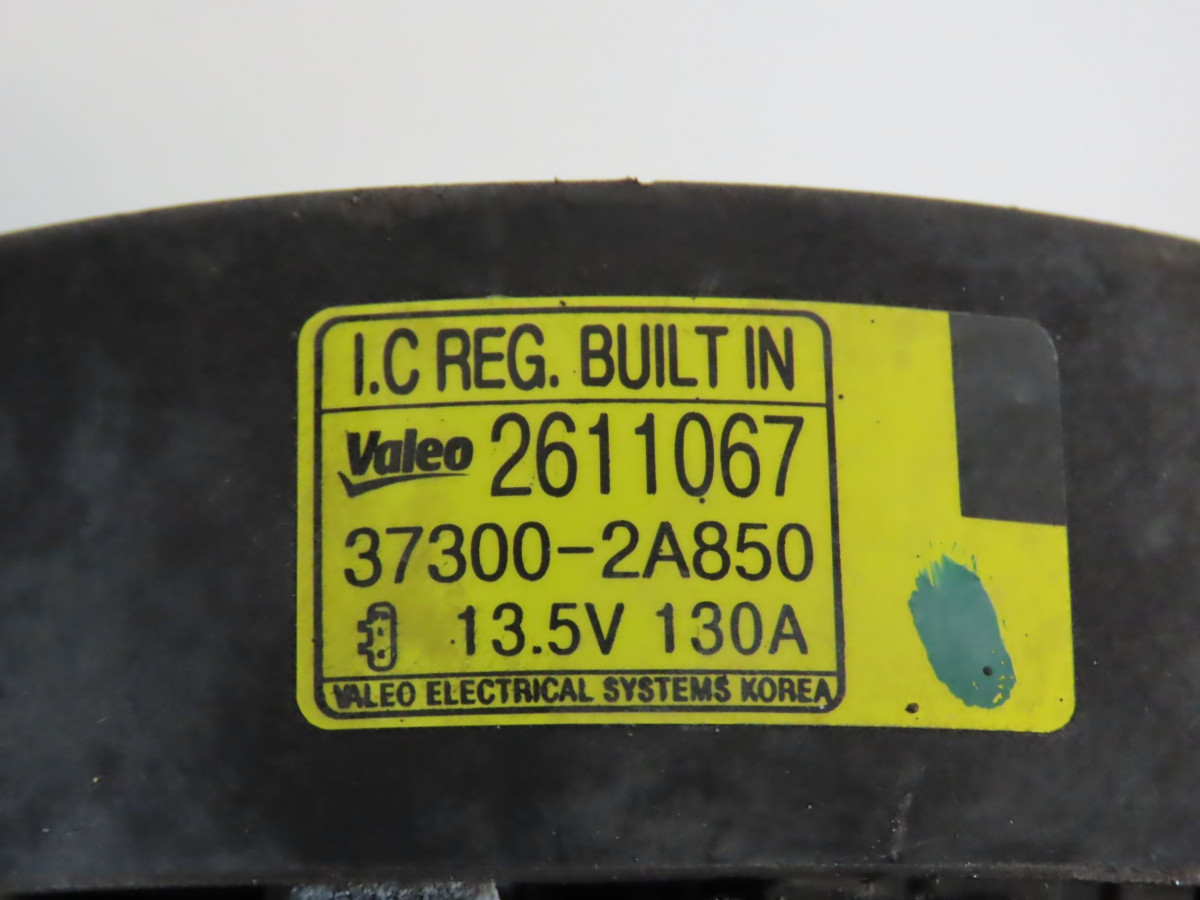 I.C REG. BUILT IN
Valeo 2611067
37300-2A850
13.5V 130A
VALEO ELECTRICAL SYSTEMS KOREA